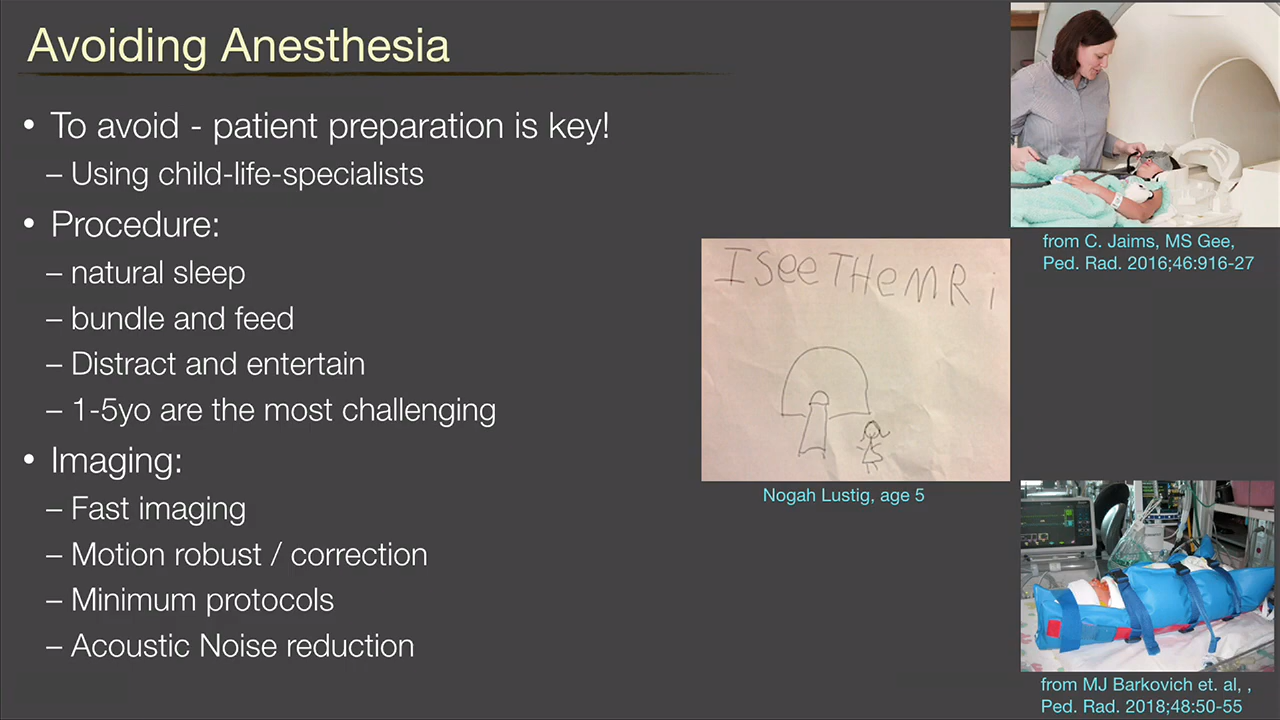 Avoiding Anesthesia
• To avoid - patient preparation is key!
– Using child-life-specialists
• Procedure:
– natural sleep
– bundle and feed
– Distract and entertain
– 1-5yo are the most challenging
• Imaging:
– Fast imaging
– Motion robust / correction
– Minimum protocols
– Acoustic Noise reduction
from C. Jaims, MS Gee,
Ped. Rad. 2016;46:916-27
I See THe MRi
Nogah Lustig, age 5
from MJ Barkovich et. al, ,
Ped. Rad. 2018;48:50-55